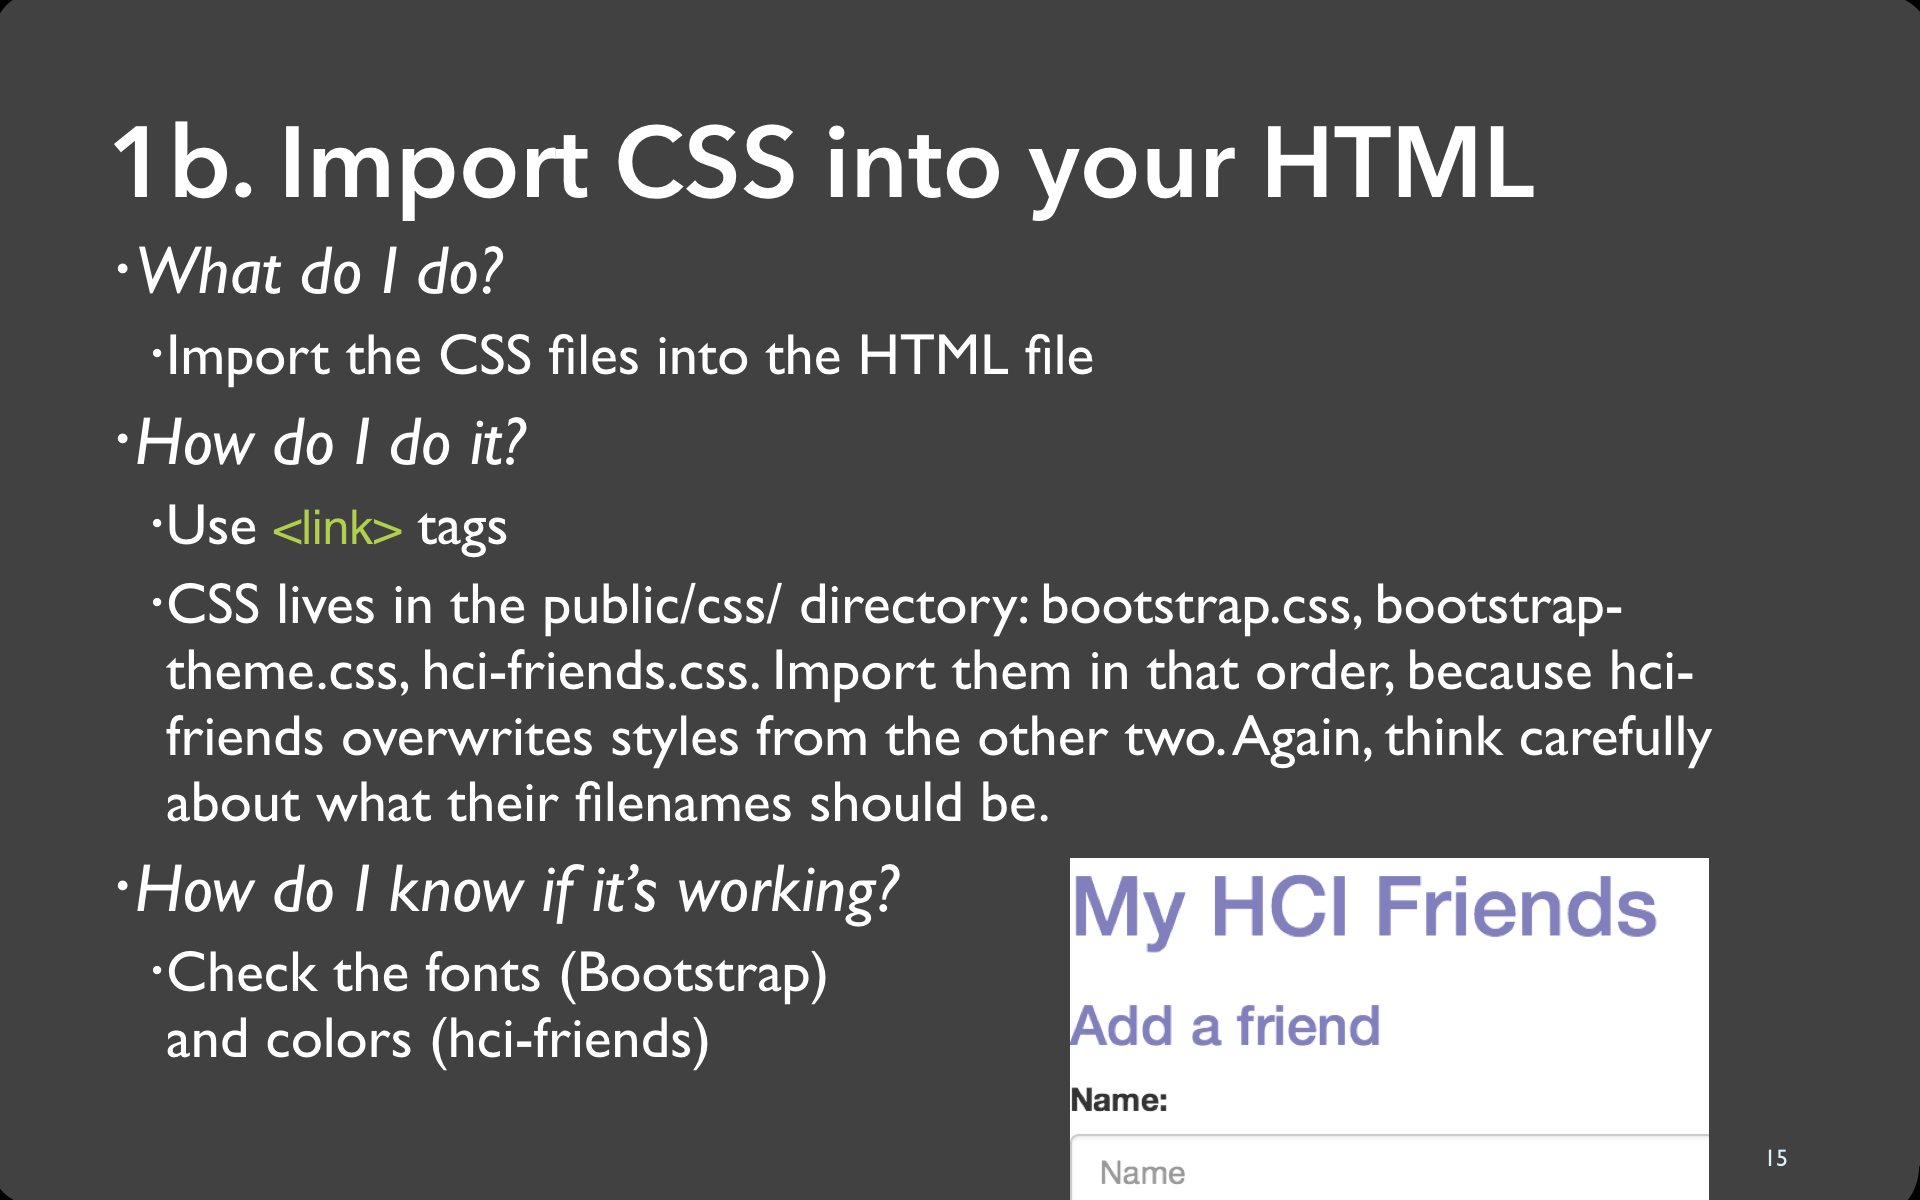 1b. Import CSS into your HTML
•What do I do?
•Import the CSS files into the HTML file
•How do I do it?
•Use <link> tags
•CSS lives in the public/css/ directory: bootstrap.css, bootstrap-
theme.css, hci-friends.css. Import them in that order, because hci-
friends overwrites styles from the other two. Again, think carefully
about what their filenames should be.
•How do I know if it’s working?
•Check the fonts (Bootstrap)
and colors (hci-friends)
My HCI Friends
Add a friend
Name:
Name
15